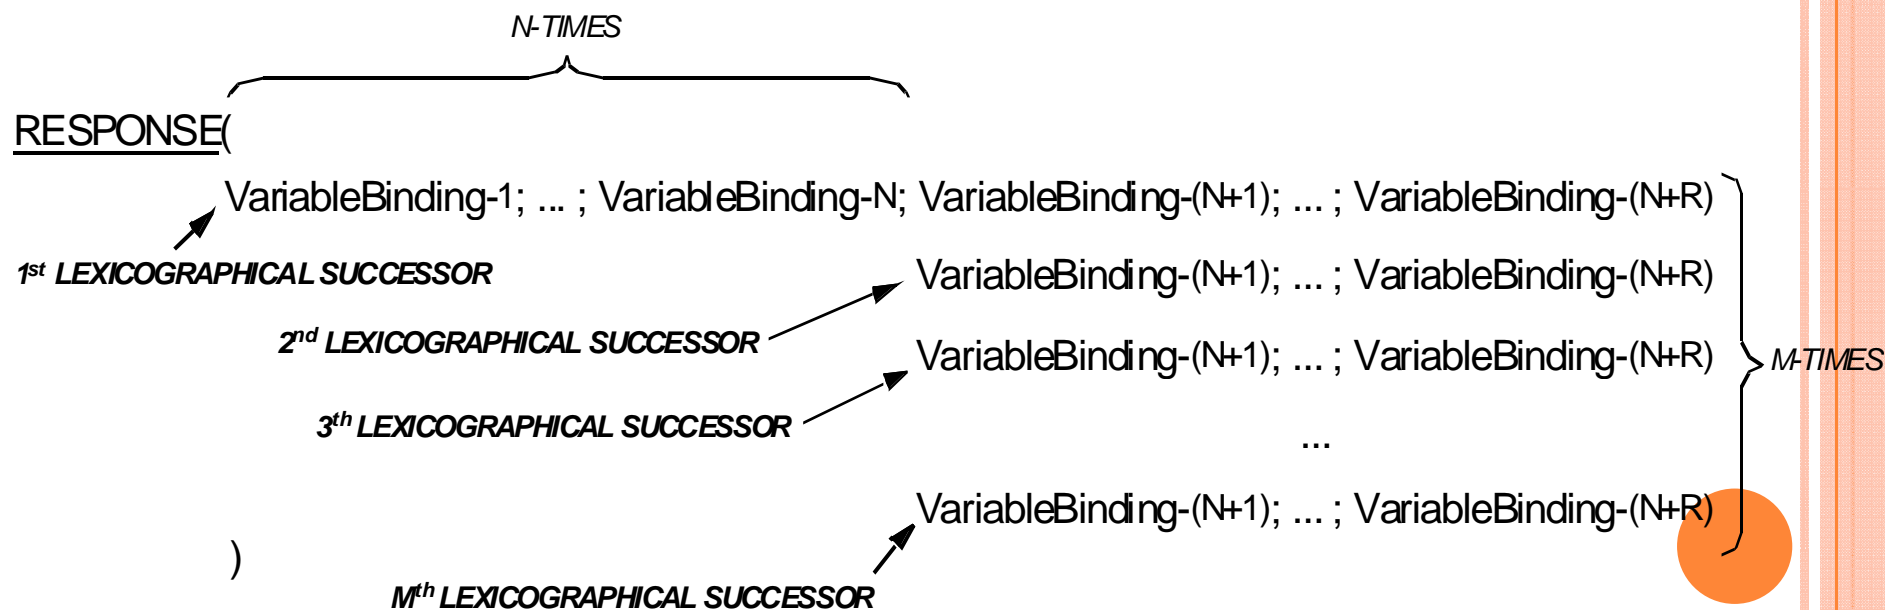 N-TIMES
RESPONSE(
VariableBinding-1; ... ; VariableBinding-N; VariableBinding-(N+1); ... ; VariableBinding-(N+R)
1st LEXICOGRAPHICAL SUCCESSOR
VariableBinding-(N+1); ... ; VariableBinding-(N+R)
2nd LEXICOGRAPHICAL SUCCESSOR
VariableBinding-(N+1); ... ; VariableBinding-(N+R)
M-TIMES
3th LEXICOGRAPHICAL SUCCESSOR
...
VariableBinding-(N+1); ... ; VariableBinding-(N+R)
)
Mth LEXICOGRAPHICAL SUCCESSOR